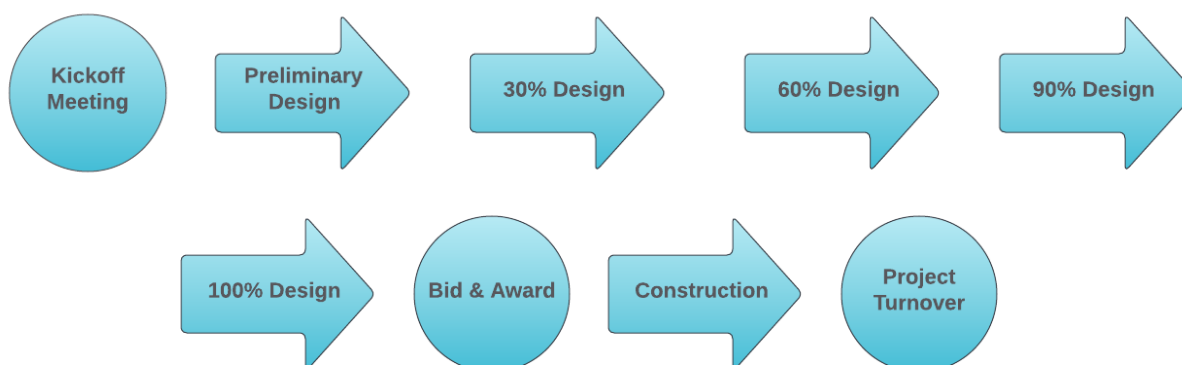 Kickoff
Meeting
Preliminary
Design
30% Design
60% Design
90% Design
100% Design
Bid & Award
Construction
Project
Turnover